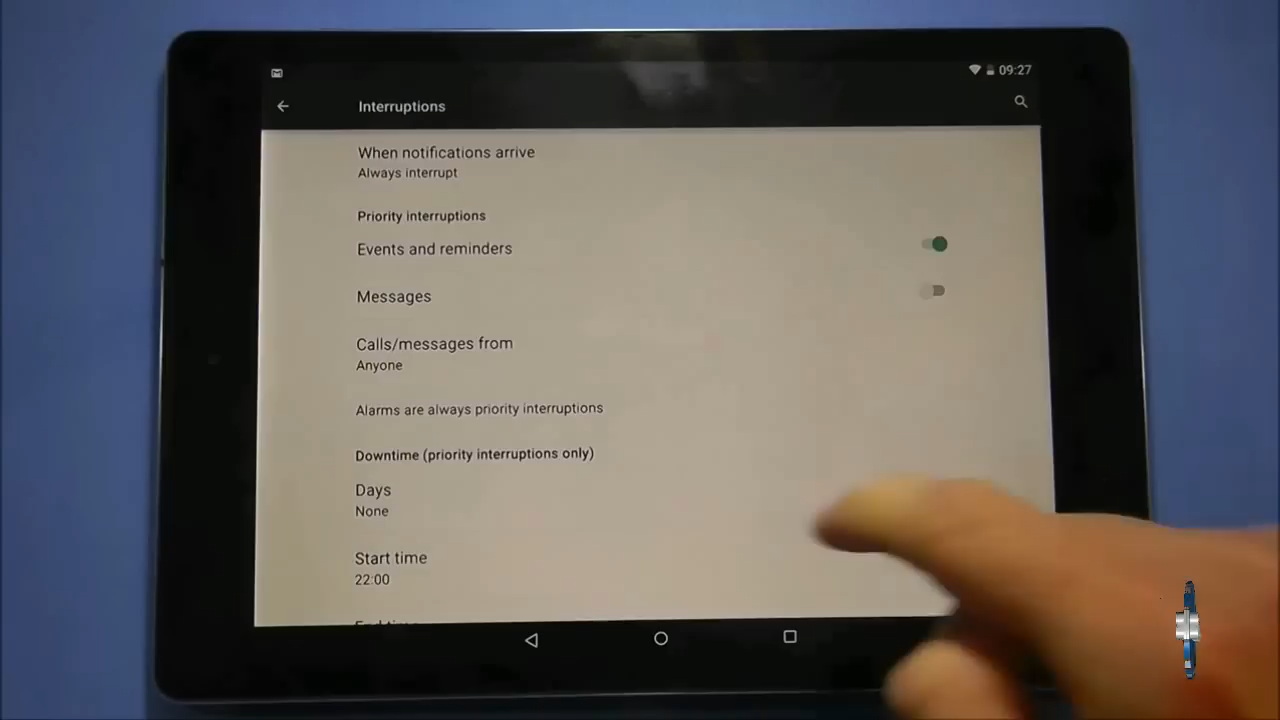 09:27
Interruptions
When notifications arrive
Always interrupt
Priority interruptions
Events and reminders
Messages
Calls/messages from
Anyone
Alarms are always priority interruptions
Downtime (priority interruptions only)
Days
None
Start time
22:00